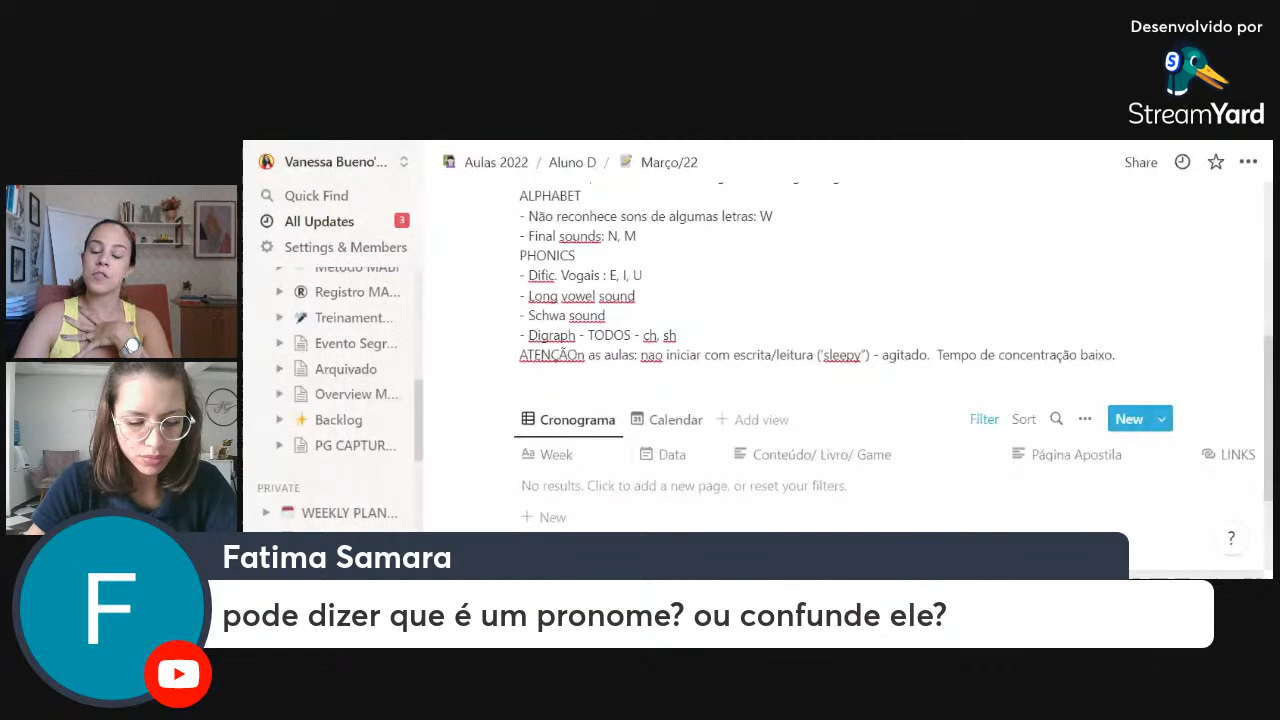 Desenvolvido por
StreamYard
Vanessa Bueno'...
Aulas 2022 / Aluno D / Março/22
Share
Quick Find
All Updates
3
Settings & Members
Método MABI
Registro MA...
Treinament...
Evento Segr...
Arquivado
Overview M...
Backlog
PG CAPTUR...
PRIVATE
WEEKLY PLAN...
ALPHABET
- Não reconhece sons de algumas letras: W
- Final sounds: N, M
PHONICS
- Dific. Vogais : E, I, U
- Long vowel sound
- Schwa sound
- Digraph - TODOS - ch, sh
ATENÇÃOn as aulas: nao iniciar com escrita/leitura ('sleepy") - agitado. Tempo de concentração baixo.
Cronograma
Calendar
+ Add view
Filter
Sort
New
Aa Week
Data
Conteúdo/ Livro/ Game
Página Apostila
LINKS
No results. Click to add a new page, or reset your filters.
+ New
?
F
Fatima Samara
pode dizer que é um pronome? ou confunde ele?